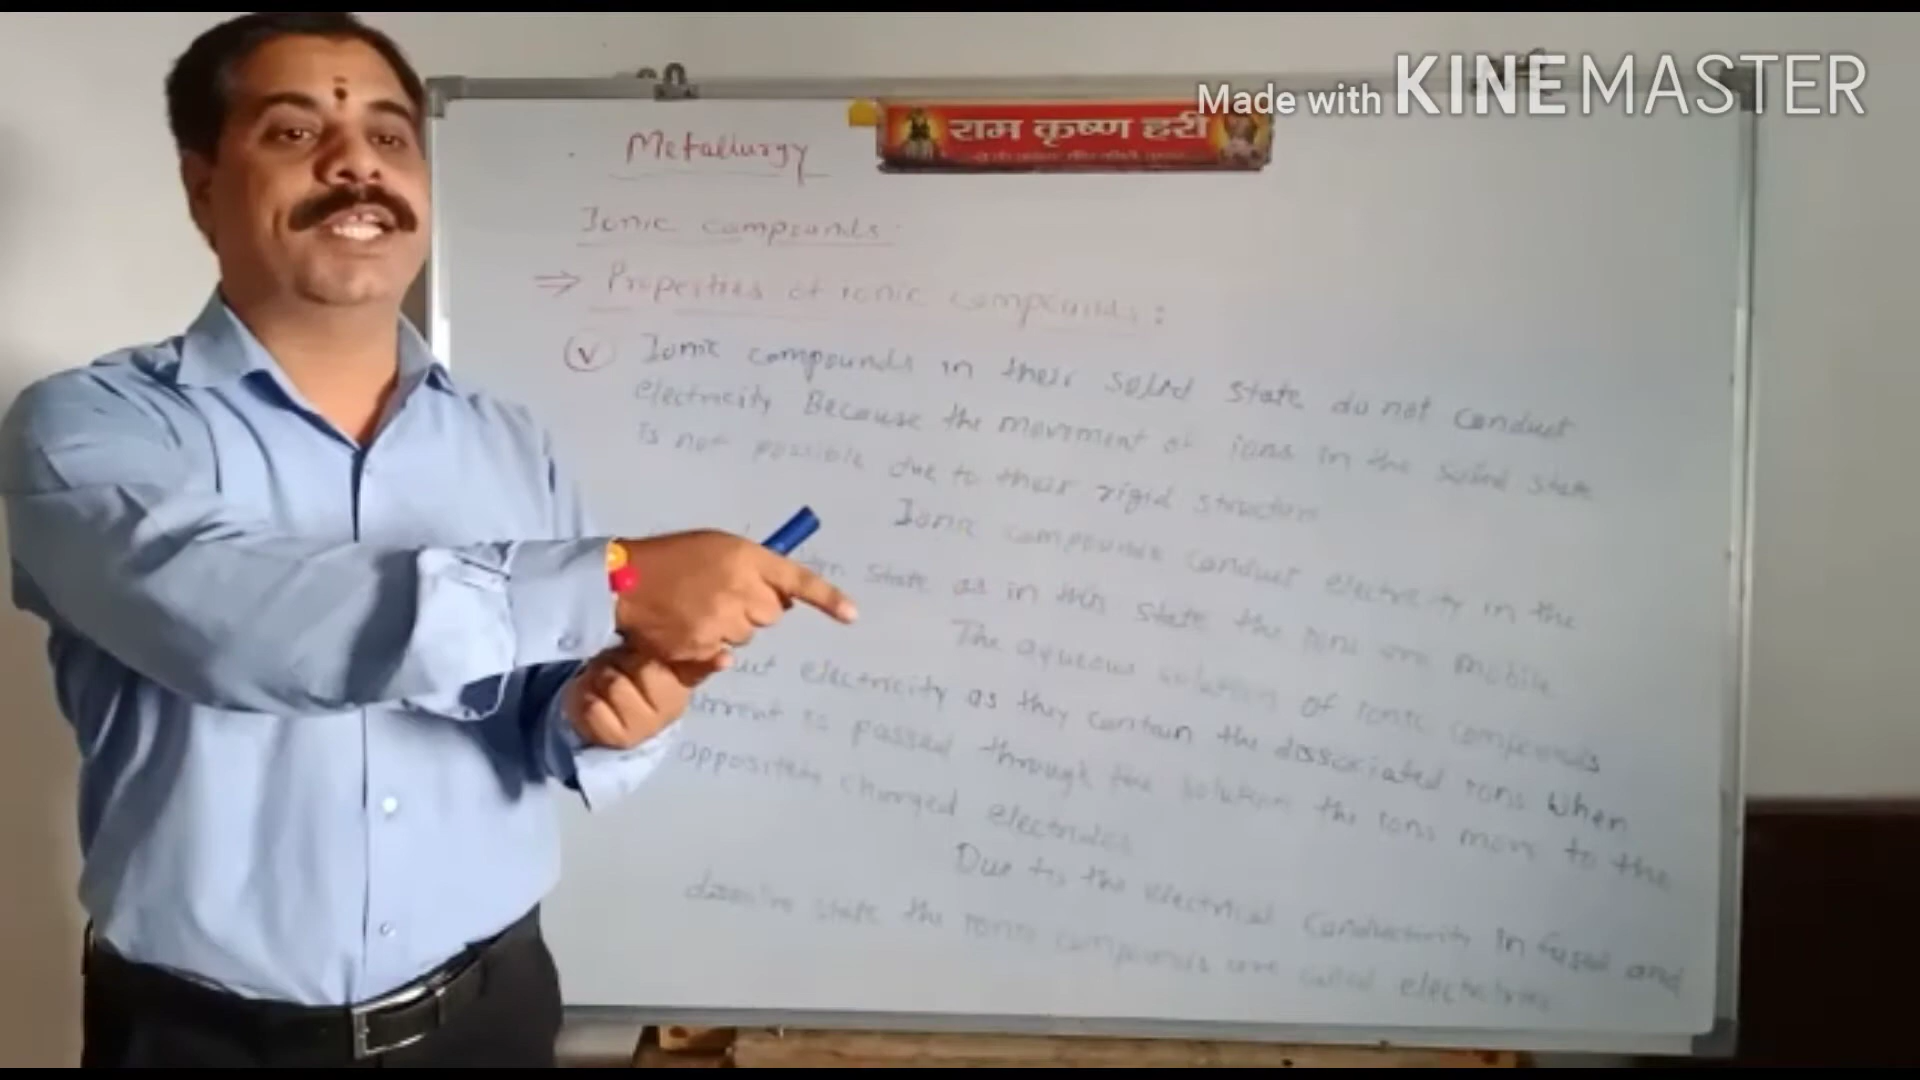 Made with KINEMASTER
राम कृष्ण हरी
Metallurgy
Ionic compounds.
⇒ Properties of ionic compounds :
(V) Ionic compounds in their solid state do not conduct
electricity Because the movement of ions in the solid state
is not possible due to their rigid structure
Ionic compounds conduct electricity in the
state as in this state the ions are mobile
The aqueous solution of ionic compounds
electricity as they contain the dissociated ions when
is passed through the solution the ions move to the
oppositely charged electrodes
Due to the electrical conductivity in fused and
state the ionic compounds are called electrolytes